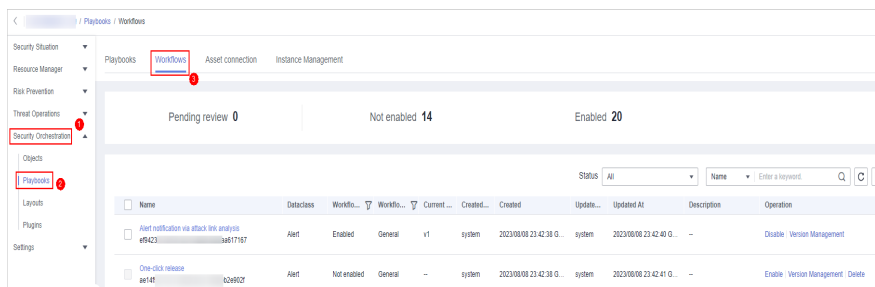 / Playbooks / Workflows
Security Situation
Resource Manager
Risk Prevention
Threat Operations
1
Security Orchestration
Objects
Playbooks 2
Layouts
Plugins
Settings
Playbooks Workflows Asset connection Instance Management
3
Pending review 0 Not enabled 14 Enabled 20
Status All Name Enter a keyword.
Name Dataclass Workflo... Workflo... Current ... Created... Created Update... Updated At Description Operation
Alert notification via attack link analysis
ef9423 aa617167
Alert Enabled General v1 system 2023/08/08 23:42:38 G... system 2023/08/08 23:42:40 G... -- Disable Version Management
One-click release
ae14f b2e902f
Alert Not enabled General -- system 2023/08/08 23:42:38 G... system 2023/08/08 23:42:41 G... -- Enable Version Management Delete